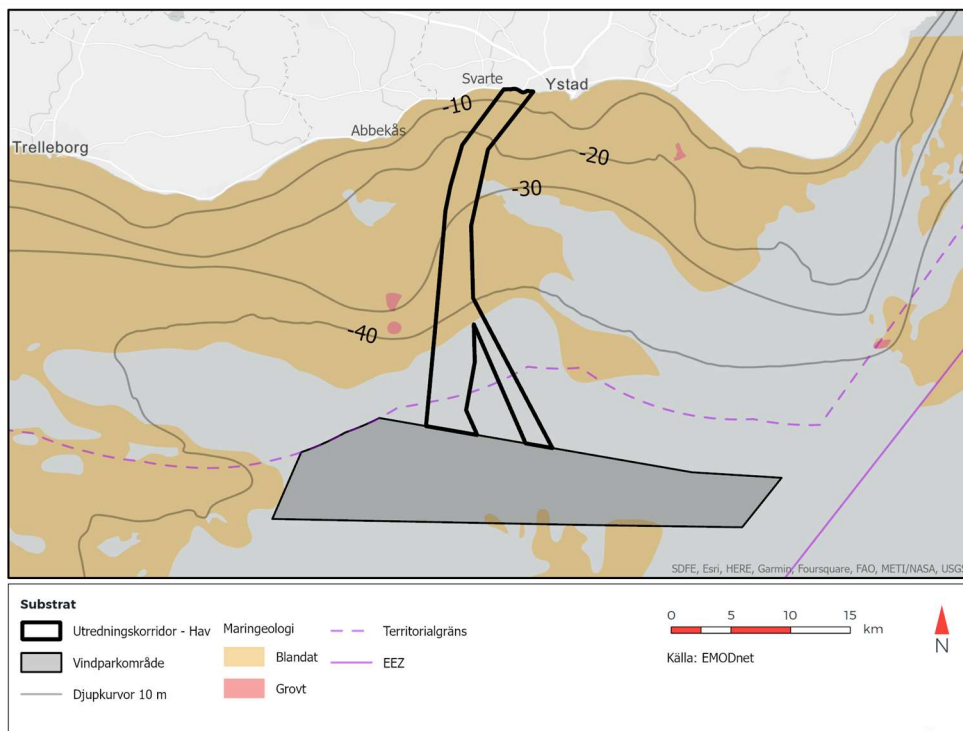 Svarte
Ystad
-10
Abbekås
Trelleborg
-20
-30
-40
SDFE, Esri, HERE, Garmin, Foursquare, FAO, METI/NASA, USGS
Substrat
Utredningskorridor - Hav
Vindparkområde
Djupkurvor 10 m
Maringeologi
Blandat
Grovt
Territorialgräns
EEZ
0 5 10 15
km
Källa: EMODnet
N